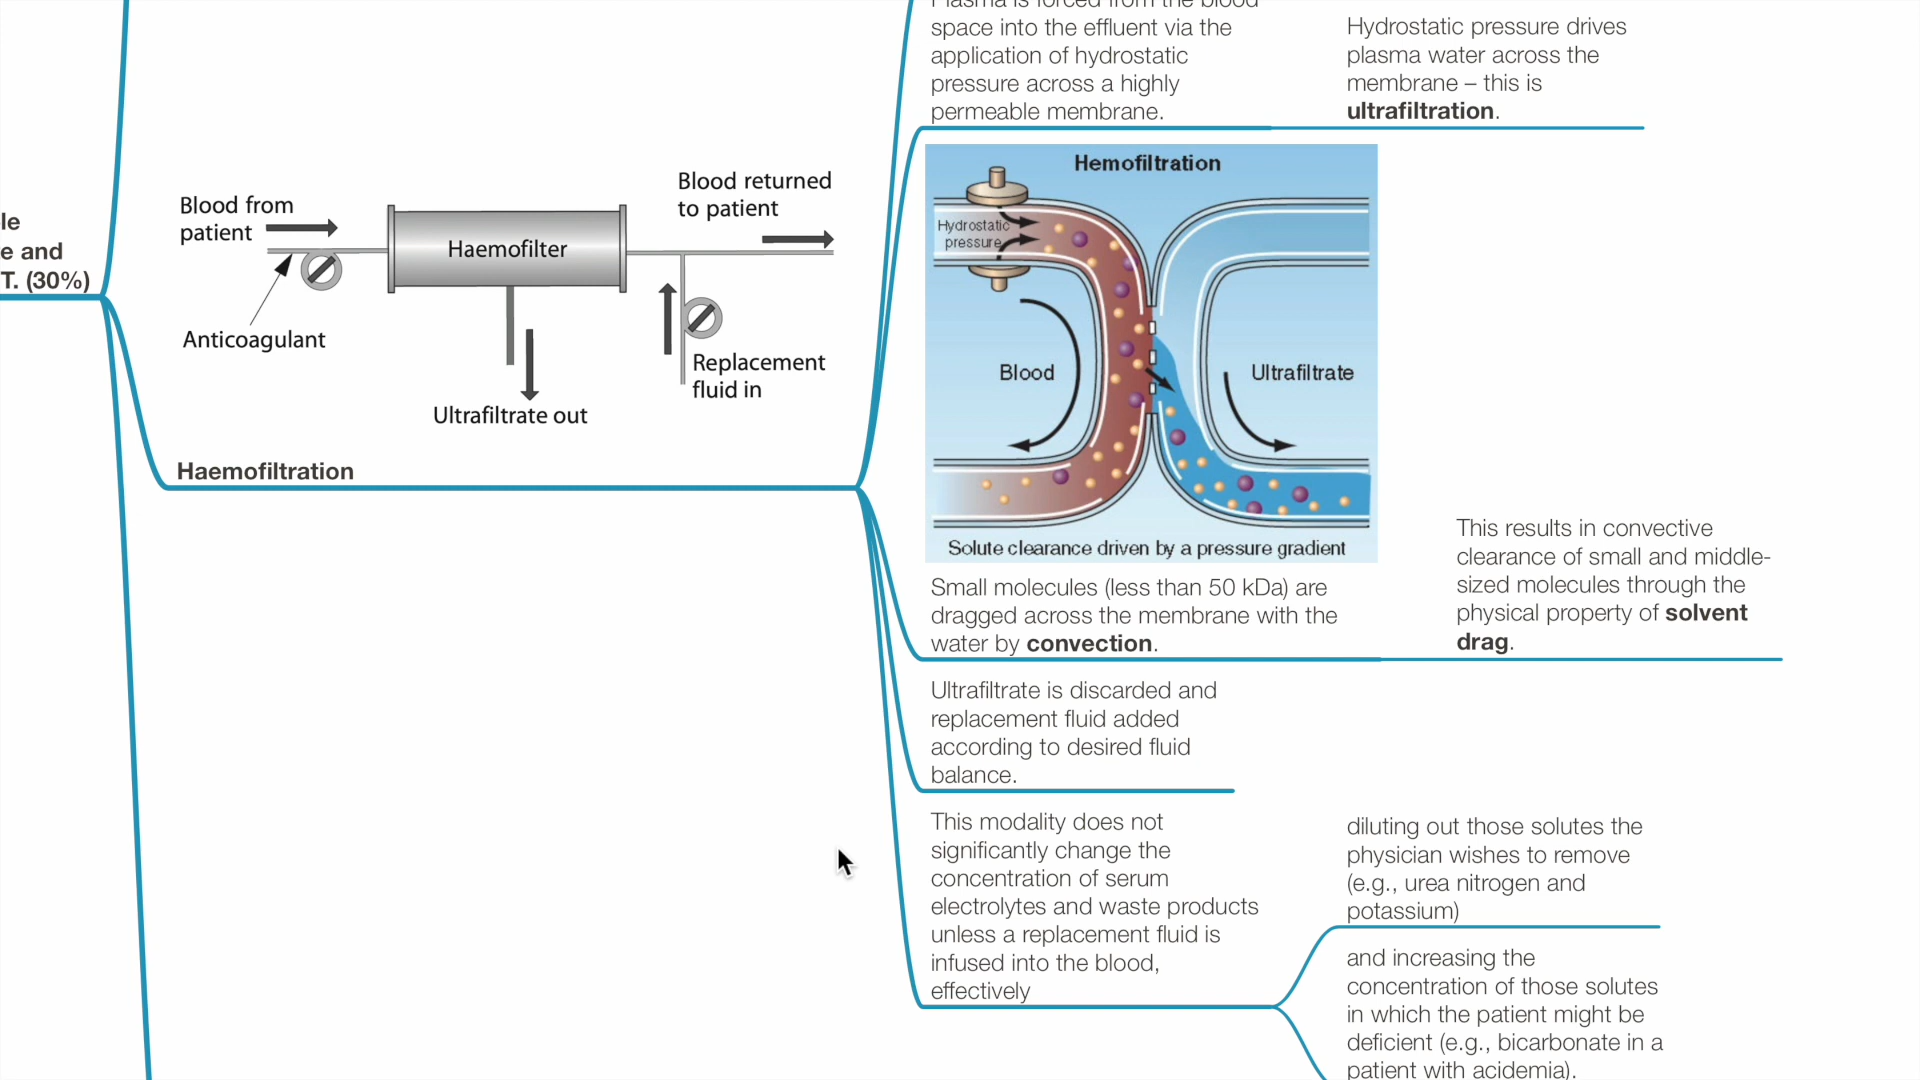 le
e and
T. (30%)
Blood from
patient
Anticoagulant
Haemofilter
Blood returned
to patient
Replacement
fluid in
Ultrafiltrate out
Haemofiltration
Plasma is forced from the blood
space into the effluent via the
application of hydrostatic
pressure across a highly
permeable membrane.
Hydrostatic pressure drives
plasma water across the
membrane – this is
ultrafiltration.
Hemofiltration
Hydrostatic
pressure
Blood
Ultrafiltrate
Solute clearance driven by a pressure gradient
Small molecules (less than 50 kDa) are
dragged across the membrane with the
water by convection.
This results in convective
clearance of small and middle-
sized molecules through the
physical property of solvent
drag.
Ultrafiltrate is discarded and
replacement fluid added
according to desired fluid
balance.
This modality does not
significantly change the
concentration of serum
electrolytes and waste products
unless a replacement fluid is
infused into the blood,
effectively
diluting out those solutes the
physician wishes to remove
(e.g., urea nitrogen and
potassium)
and increasing the
concentration of those solutes
in which the patient might be
deficient (e.g., bicarbonate in a
patient with acidemia).